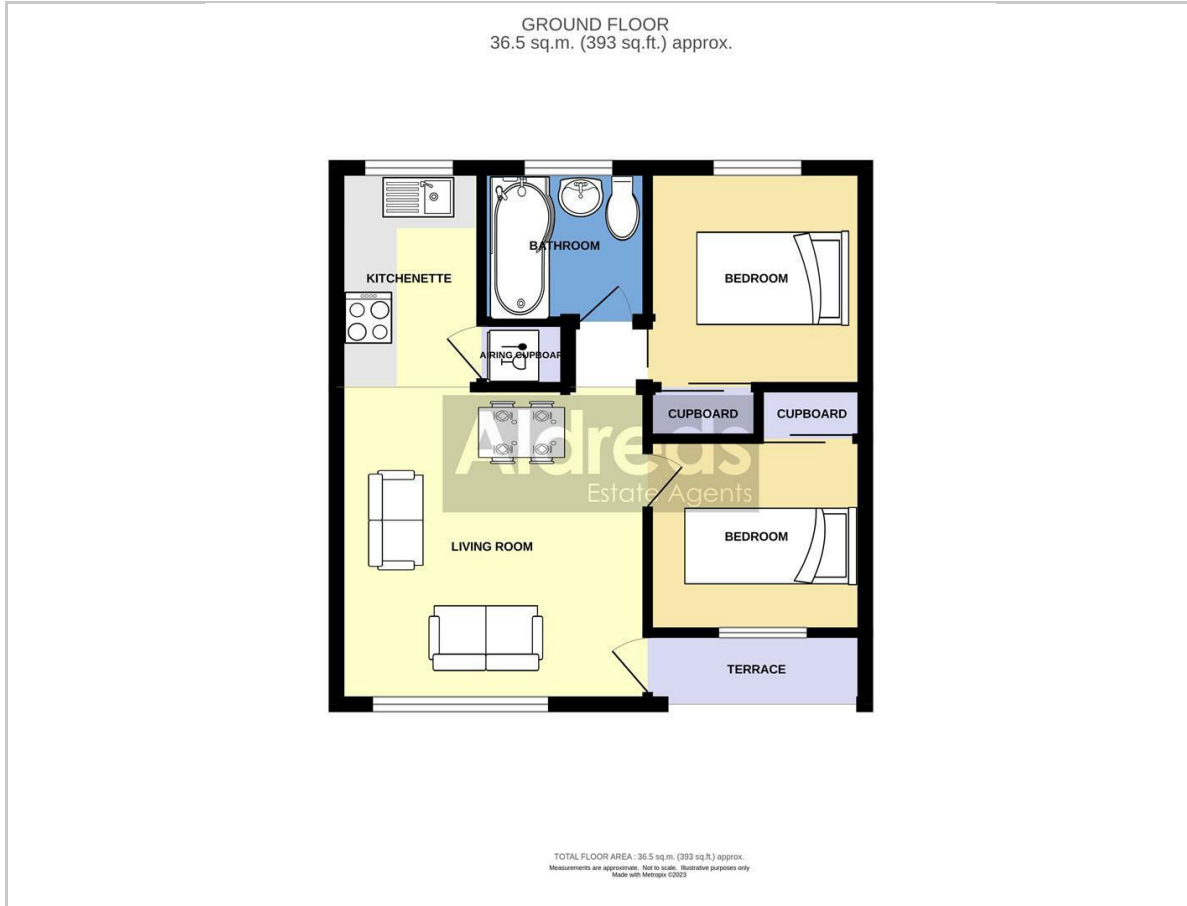 GROUND FLOOR
36.5 sq.m. (393 sq.ft.) approx.
BATHROOM
KITCHENETTE
BEDROOM
AIRING CUPBOAR
CUPBOARD
CUPBOARD
Aldreds
Estate Agents
BEDROOM
LIVING ROOM
TERRACE
TOTAL FLOOR AREA : 36.5 sq.m. (393 sq.ft.) approx.
Measurements are approximate. Not to scale. Illustrative purposes only
Made with Metropix ©2023